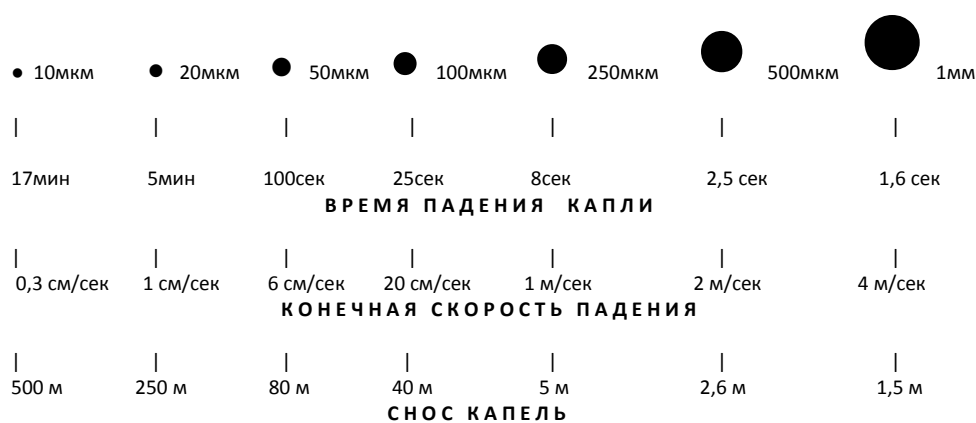 10мкм 20мкм 50мкм 100мкм 250мкм 500мкм 1мм
| | | | | | |
17мин 5мин 100сек 25сек 8сек 2,5 сек 1,6 сек
ВРЕМЯ ПАДЕНИЯ КАПЛИ
| | | | | | |
0,3 см/сек 1 см/сек 6 см/сек 20 см/сек 1 м/сек 2 м/сек 4 м/сек
КОНЕЧНАЯ СКОРОСТЬ ПАДЕНИЯ
| | | | | | |
500 м 250 м 80 м 40 м 5 м 2,6 м 1,5 м
СНОС КАПЕЛЬ